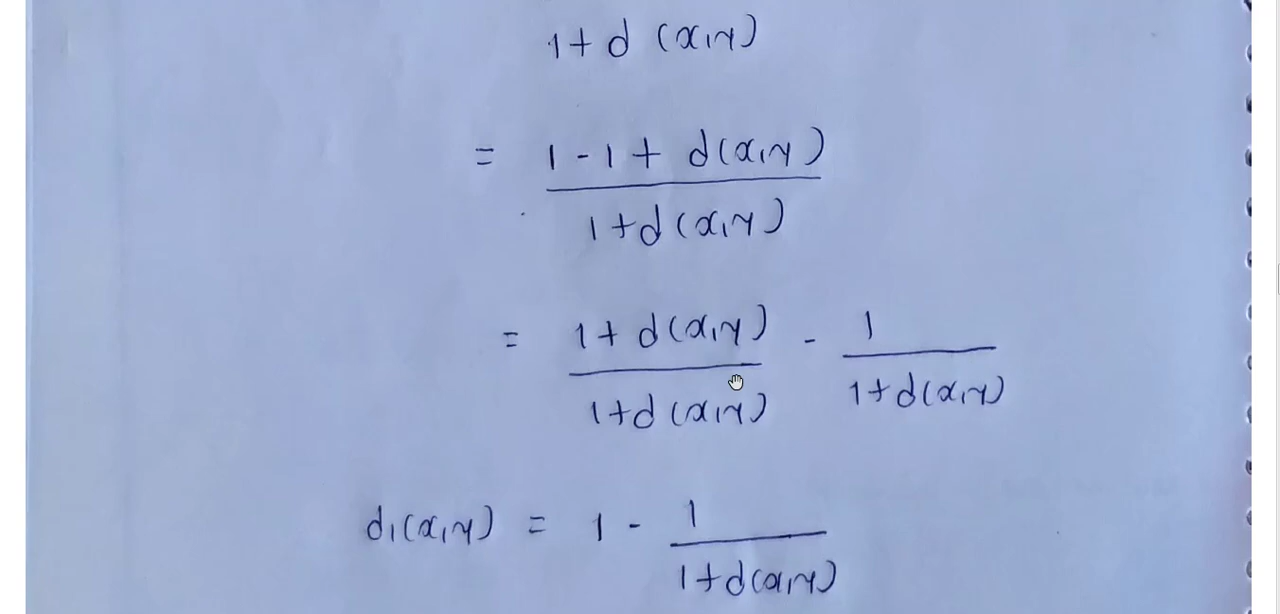 1 + d (x, y)
= 1 - 1 + d(x, y)
1 + d (x, y)
= 1 + d(x, y) - 1
1 + d (x, y) 1 + d(x, y)
d₁(x, y) = 1 - 1
1 + d(x, y)